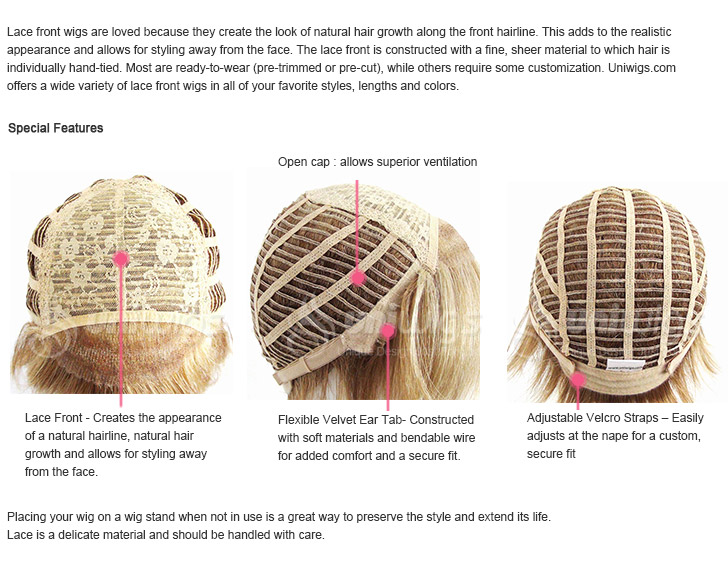 Lace front wigs are loved because they create the look of natural hair growth along the front hairline. This adds to the realistic
appearance and allows for styling away from the face. The lace front is constructed with a fine, sheer material to which hair is
individually hand-tied. Most are ready-to-wear (pre-trimmed or pre-cut), while others require some customization. Uniwigs.com
offers a wide variety of lace front wigs in all of your favorite styles, lengths and colors.
Special Features
Open cap : allows superior ventilation
uniwigs
Lace Front - Creates the appearance
of a natural hairline, natural hair
growth and allows for styling away
from the face.
Flexible Velvet Ear Tab- Constructed
with soft materials and bendable wire
for added comfort and a secure fit.
Adjustable Velcro Straps – Easily
adjusts at the nape for a custom,
secure fit
Placing your wig on a wig stand when not in use is a great way to preserve the style and extend its life.
Lace is a delicate material and should be handled with care.